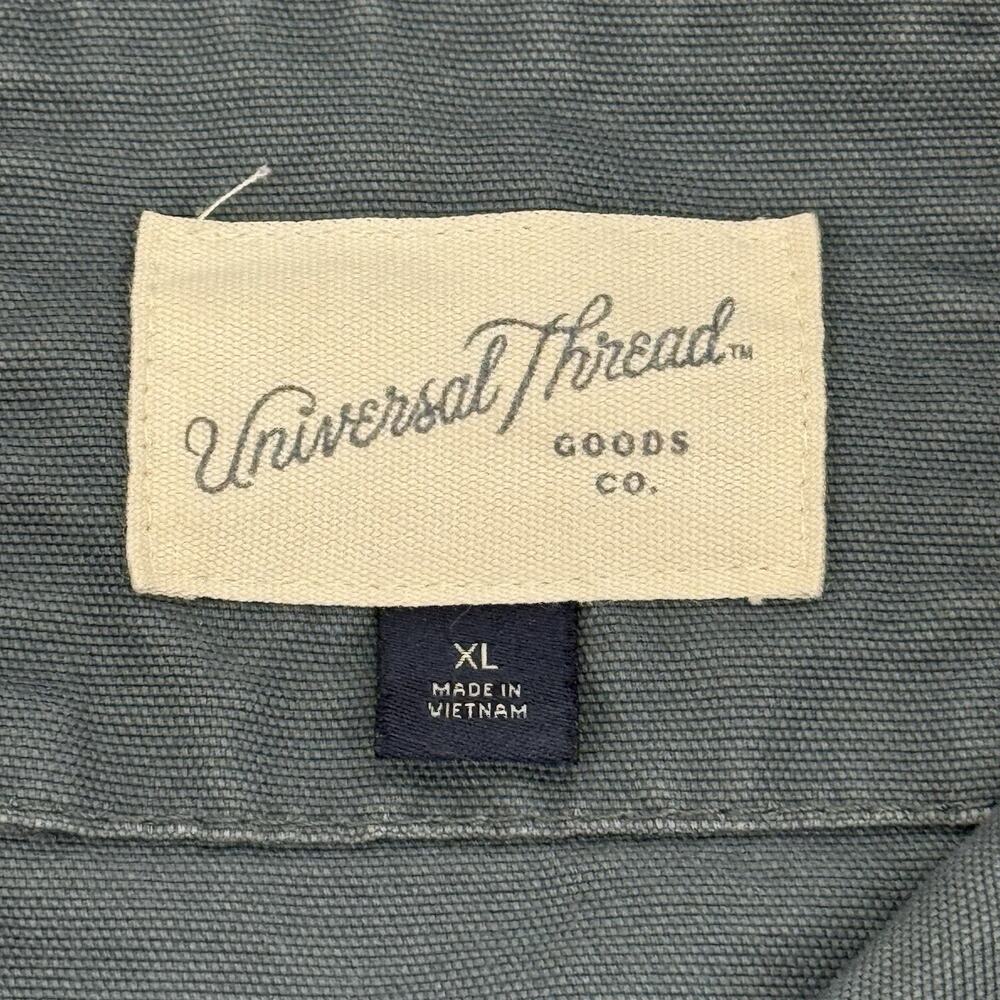 Universal Thread™
GOODS
CO.
XL
MADE IN
VIETNAM